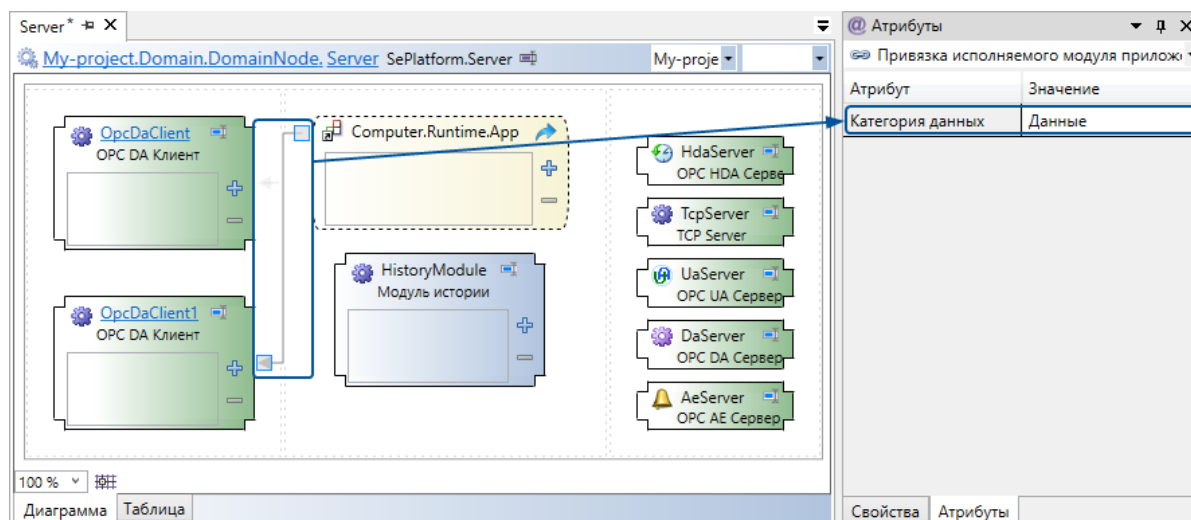 Server*
My-project.Domain.DomainNode. Server SePlatform.Server
My-proje
OpcDaClient
OPC DA Клиент
Computer.Runtime.App
OpcDaClient1
OPC DA Клиент
HistoryModule
Модуль истории
HdaServer
OPC HDA Серве
TcpServer
TCP Server
UaServer
OPC UA Сервер
DaServer
OPC DA Сервер
AeServer
OPC AE Сервер
100 %
Диаграмма Таблица
Атрибуты
Привязка исполняемого модуля прилож
Атрибут Значение
Категория данных Данные
Свойства Атрибуты